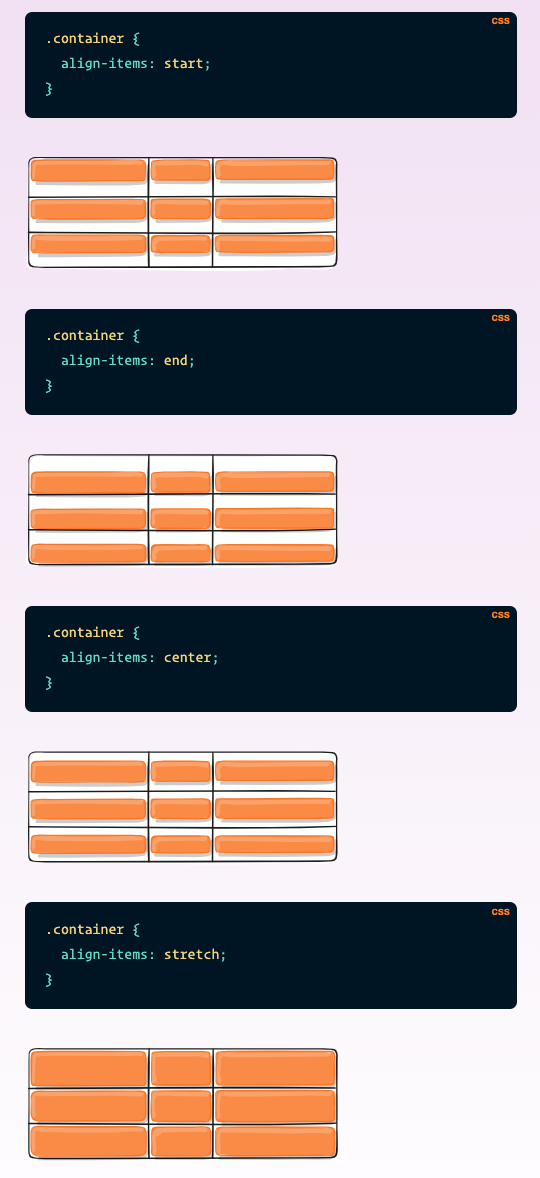 css
.container {
  align-items: start;
}
css
.container {
  align-items: end;
}
css
.container {
  align-items: center;
}
css
.container {
  align-items: stretch;
}